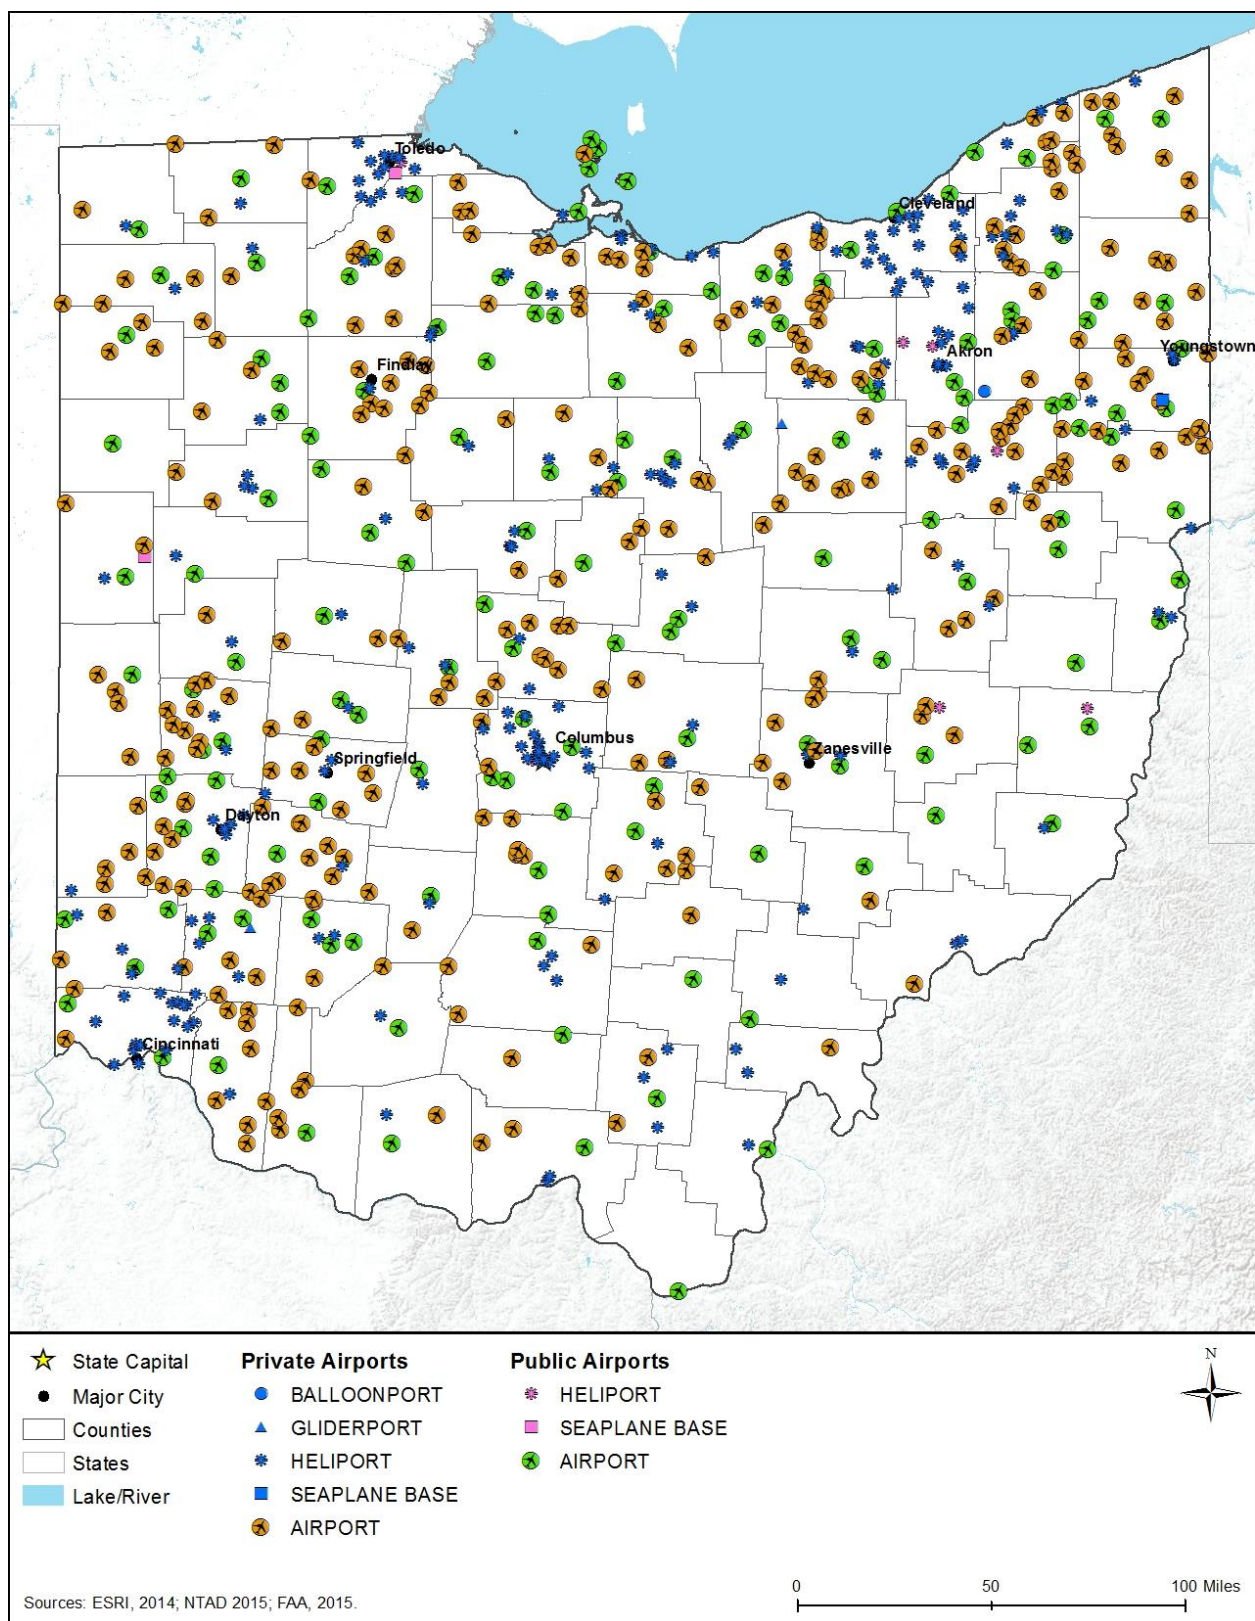 Toledo
Cleveland
Akron
Youngstown
Findlay
Columbus
Zanesville
Springfield
Dayton
Cincinnati
State Capital
Major City
Counties
States
Lake/River
Private Airports
BALLOONPORT
GLIDERPORT
HELIPORT
SEAPLANE BASE
AIRPORT
Public Airports
HELIPORT
SEAPLANE BASE
AIRPORT
N
0 50 100 Miles
Sources: ESRI, 2014; NTAD 2015; FAA, 2015.